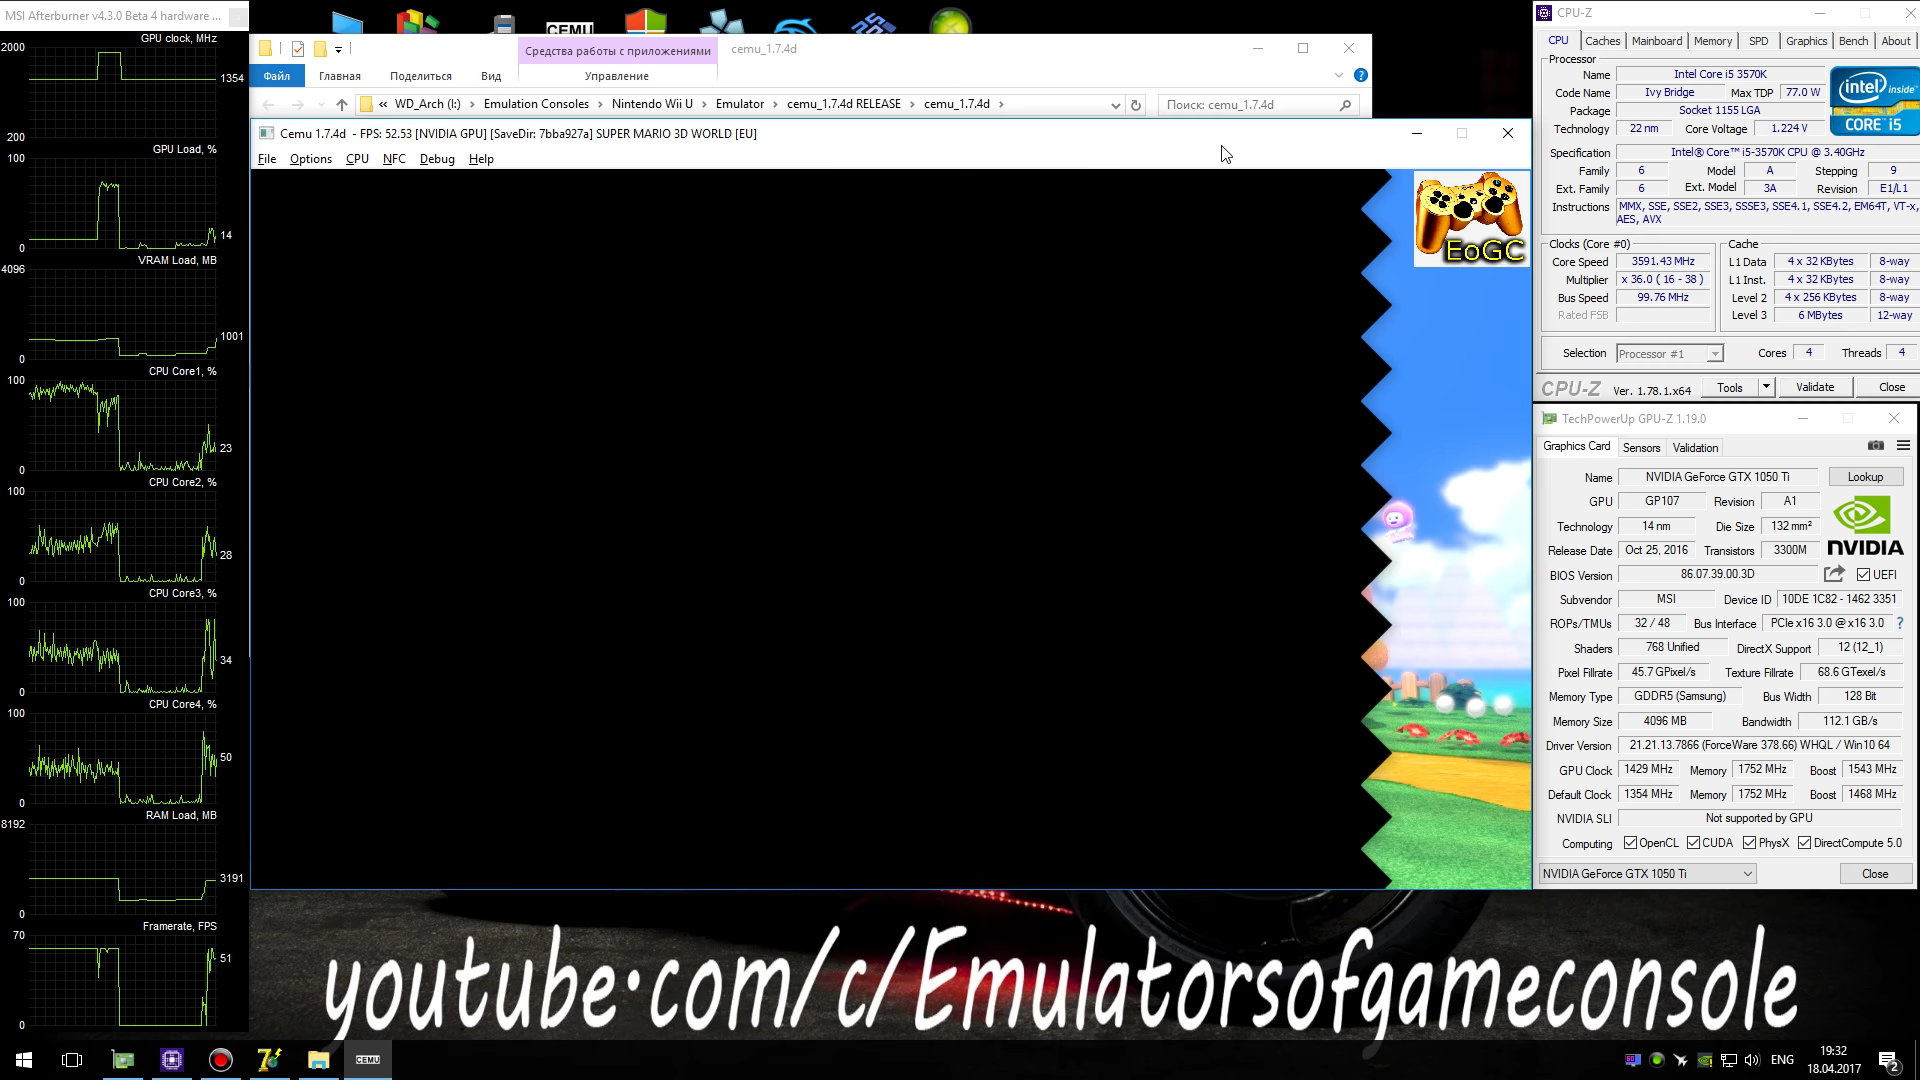 MSI Afterburner v4.3.0 Beta 4 hardware ...
GPU clock, MHz
2000
1354
200
GPU Load, %
100
14
0
VRAM Load, MB
4096
1001
0
CPU Core1, %
100
23
0
CPU Core2, %
100
28
0
CPU Core3, %
100
34
0
CPU Core4, %
100
50
0
RAM Load, MB
8192
3191
0
Framerate, FPS
70
51
0
CEMU
Средства работы с приложениями
cemu_1.7.4d
Файл Главная Поделиться Вид Управление
« WD_Arch (I:) > Emulation Consoles > Nintendo Wii U > Emulator > cemu_1.7.4d RELEASE > cemu_1.7.4d >
Поиск: cemu_1.7.4d
Cemu 1.7.4d - FPS: 52.53 [NVIDIA GPU] [SaveDir: 7bba927a] SUPER MARIO 3D WORLD [EU]
File Options CPU NFC Debug Help
EoGC
CPU-Z
CPU Caches Mainboard Memory SPD Graphics Bench About
Processor
Name Intel Core i5 3570K
Code Name Ivy Bridge Max TDP 77.0 W
Package Socket 1155 LGA
Technology 22 nm Core Voltage 1.224 V
intel inside™
CORE i5
Specification Intel® Core™ i5-3570K CPU @ 3.40GHz
Family 6 Model A Stepping 9
Ext. Family 6 Ext. Model 3A Revision E1/L1
Instructions MMX, SSE, SSE2, SSE3, SSSE3, SSE4.1, SSE4.2, EM64T, VT-x,
AES, AVX
Clocks (Core #0)
Core Speed 3591.43 MHz
Multiplier x 36.0 ( 16 - 38 )
Bus Speed 99.76 MHz
Rated FSB
Cache
L1 Data 4 x 32 KBytes 8-way
L1 Inst. 4 x 32 KBytes 8-way
Level 2 4 x 256 KBytes 8-way
Level 3 6 MBytes 12-way
Selection Processor #1 Cores 4 Threads 4
CPU-Z Ver. 1.78.1.x64 Tools Validate Close
TechPowerUp GPU-Z 1.19.0
Graphics Card Sensors Validation
Name NVIDIA GeForce GTX 1050 Ti Lookup
GPU GP107 Revision A1
Technology 14 nm Die Size 132 mm²
Release Date Oct 25, 2016 Transistors 3300M
NVIDIA
BIOS Version 86.07.39.00.3D UEFI
Subvendor MSI Device ID 10DE 1C82 - 1462 3351
ROPs/TMUs 32 / 48 Bus Interface PCIe x16 3.0 @ x16 3.0 ?
Shaders 768 Unified DirectX Support 12 (12_1)
Pixel Fillrate 45.7 GPixel/s Texture Fillrate 68.6 GTexel/s
Memory Type GDDR5 (Samsung) Bus Width 128 Bit
Memory Size 4096 MB Bandwidth 112.1 GB/s
Driver Version 21.21.13.7866 (ForceWare 378.66) WHQL / Win10 64
GPU Clock 1429 MHz Memory 1752 MHz Boost 1543 MHz
Default Clock 1354 MHz Memory 1752 MHz Boost 1468 MHz
NVIDIA SLI Not supported by GPU
Computing OpenCL CUDA PhysX DirectCompute 5.0
NVIDIA GeForce GTX 1050 Ti Close
youtube.com/c/Emulatorsofgameconsole
CEMU
ENG
19:32
18.04.2017
2